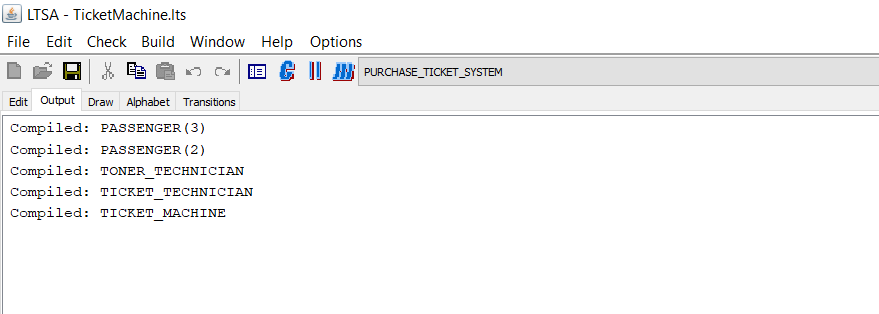 LTSA - TicketMachine.lts
File Edit Check Build Window Help Options
PURCHASE_TICKET_SYSTEM
Edit Output Draw Alphabet Transitions
Compiled: PASSENGER(3)
Compiled: PASSENGER(2)
Compiled: TONER_TECHNICIAN
Compiled: TICKET_TECHNICIAN
Compiled: TICKET_MACHINE